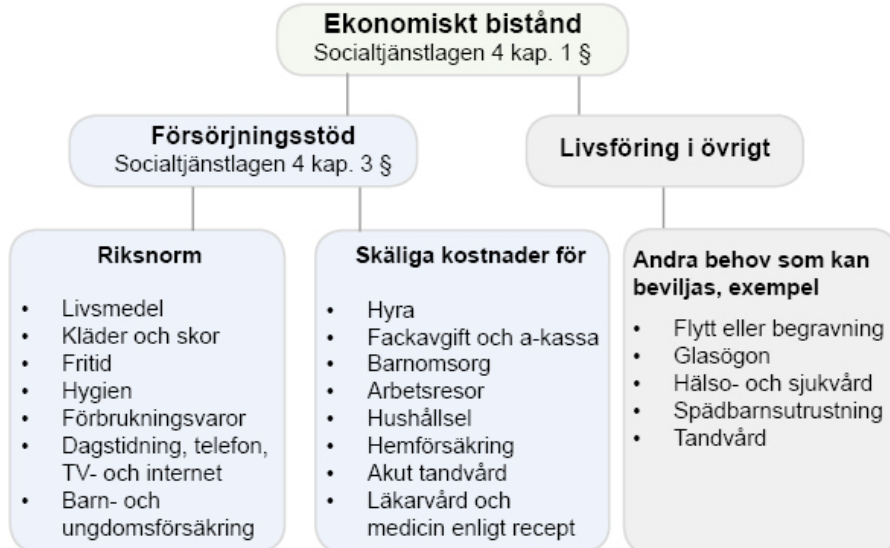 Ekonomiskt bistånd
Socialtjänstlagen 4 kap. 1 §
Försörjningsstöd
Socialtjänstlagen 4 kap. 3 §
Livsföring i övrigt
Riksnorm
• Livsmedel
• Kläder och skor
• Fritid
• Hygien
• Förbrukningsvaror
• Dagstidning, telefon,
TV- och internet
• Barn- och
ungdomsförsäkring
Skäliga kostnader för
• Hyra
• Fackavgift och a-kassa
• Barnomsorg
• Arbetsresor
• Hushållsel
• Hemförsäkring
• Akut tandvård
• Läkarvård och
medicin enligt recept
Andra behov som kan
beviljas, exempel
• Flytt eller begravning
• Glasögon
• Hälso- och sjukvård
• Spädbarnsutrustning
• Tandvård